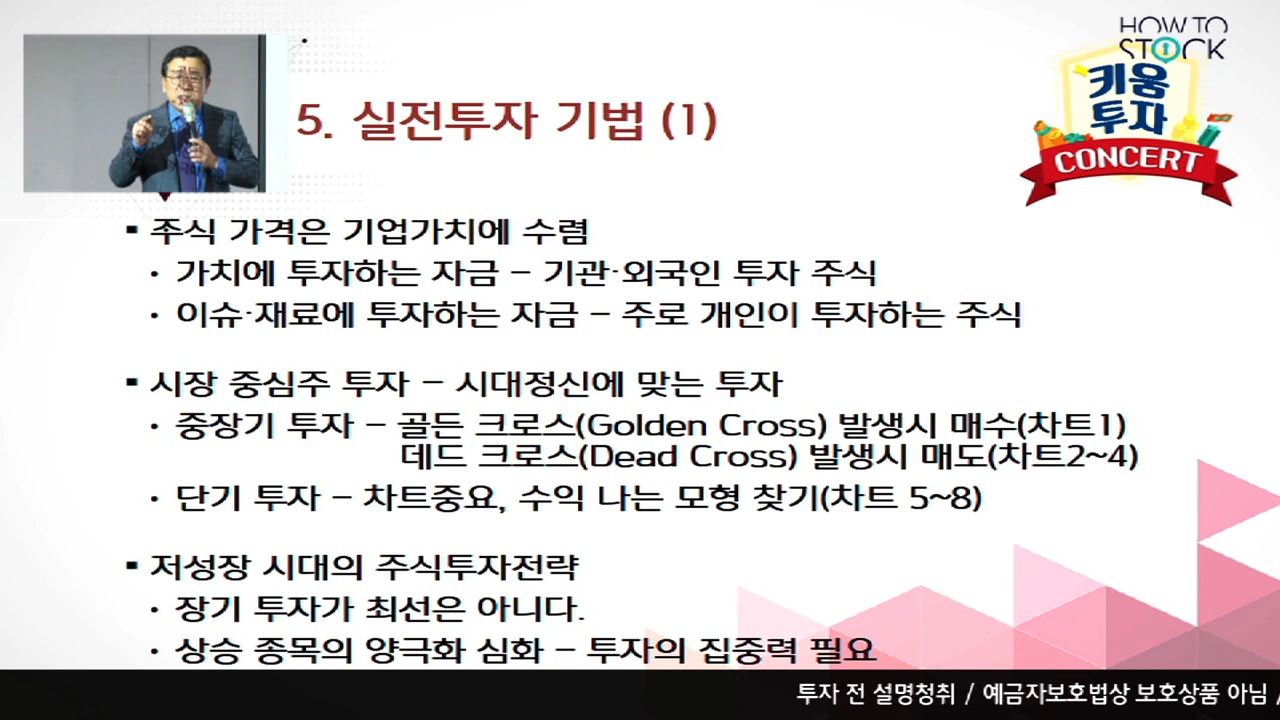 HOW TO
STOCK
키움
투자
CONCERT
5. 실전투자 기법 (1)
▪ 주식 가격은 기업가치에 수렴
• 가치에 투자하는 자금 – 기관·외국인 투자 주식
• 이슈·재료에 투자하는 자금 – 주로 개인이 투자하는 주식
▪ 시장 중심주 투자 – 시대정신에 맞는 투자
• 중장기 투자 – 골든 크로스(Golden Cross) 발생시 매수(차트1)
데드 크로스(Dead Cross) 발생시 매도(차트2~4)
• 단기 투자 – 차트중요, 수익 나는 모형 찾기(차트 5~8)
▪ 저성장 시대의 주식투자전략
• 장기 투자가 최선은 아니다.
• 상승 종목의 양극화 심화 – 투자의 집중력 필요
투자 전 설명청취 / 예금자보호법상 보호상품 아님 /